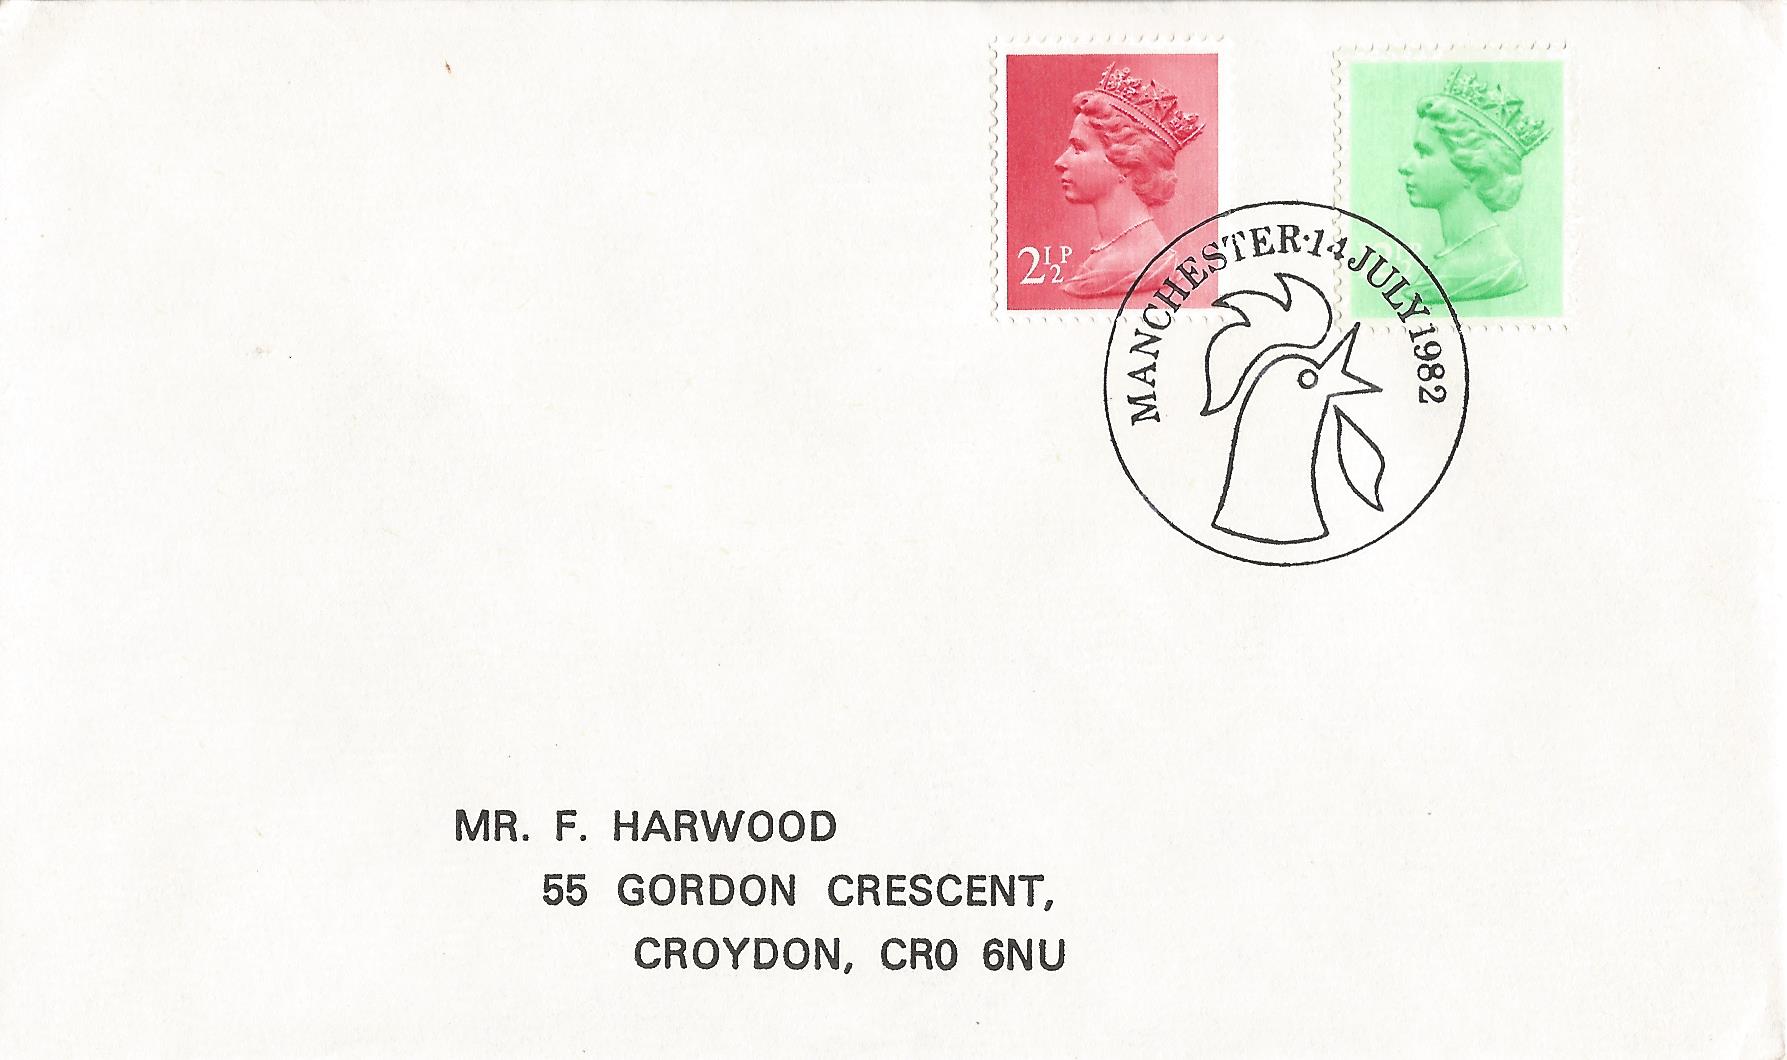 2½P
MANCHESTER·14 JULY 1982
MR. F. HARWOOD
55 GORDON CRESCENT,
CROYDON, CR0 6NU